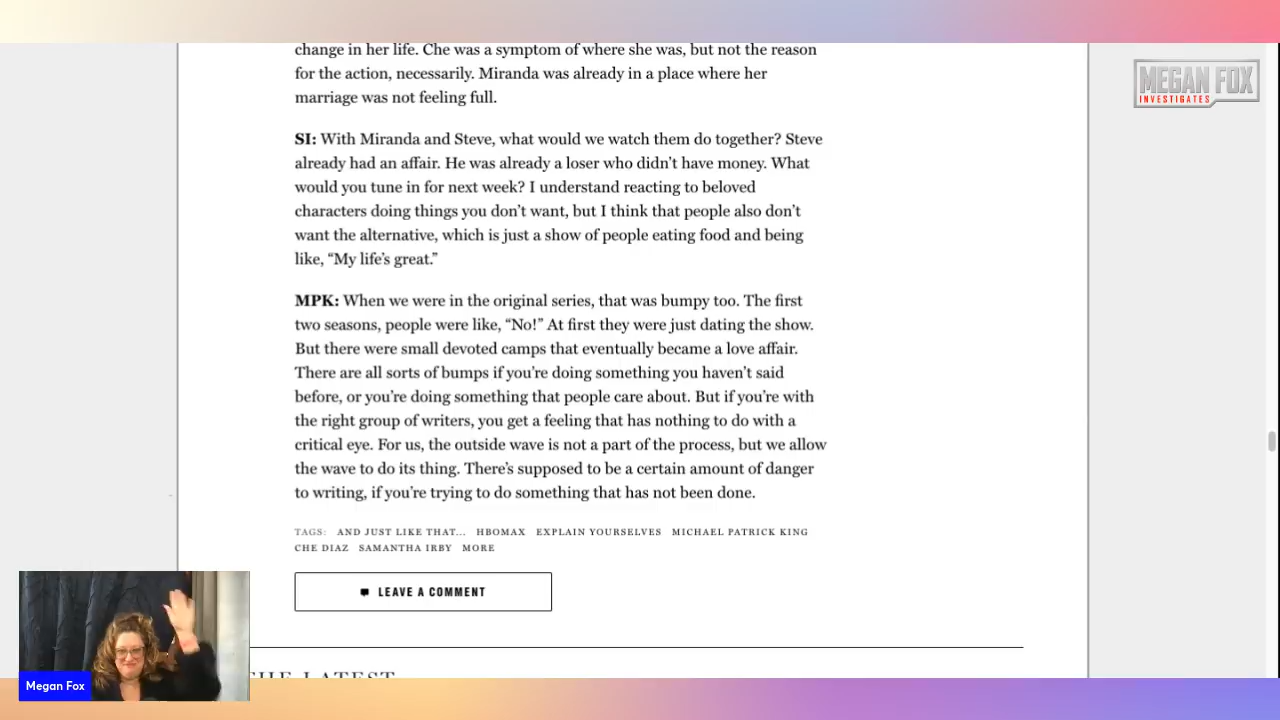 change in her life. Che was a symptom of where she was, but not the reason
for the action, necessarily. Miranda was already in a place where her
marriage was not feeling full.
MEGAN FOX
INVESTIGATES
SI: With Miranda and Steve, what would we watch them do together? Steve
already had an affair. He was already a loser who didn’t have money. What
would you tune in for next week? I understand reacting to beloved
characters doing things you don’t want, but I think that people also don’t
want the alternative, which is just a show of people eating food and being
like, “My life’s great.”
MPK: When we were in the original series, that was bumpy too. The first
two seasons, people were like, “No!” At first they were just dating the show.
But there were small devoted camps that eventually became a love affair.
There are all sorts of bumps if you’re doing something you haven’t said
before, or you’re doing something that people care about. But if you’re with
the right group of writers, you get a feeling that has nothing to do with a
critical eye. For us, the outside wave is not a part of the process, but we allow
the wave to do its thing. There’s supposed to be a certain amount of danger
to writing, if you’re trying to do something that has not been done.
TAGS: AND JUST LIKE THAT... HBOMAX EXPLAIN YOURSELVES MICHAEL PATRICK KING
CHE DIAZ SAMANTHA IRBY MORE
LEAVE A COMMENT
THE LATEST
Megan Fox